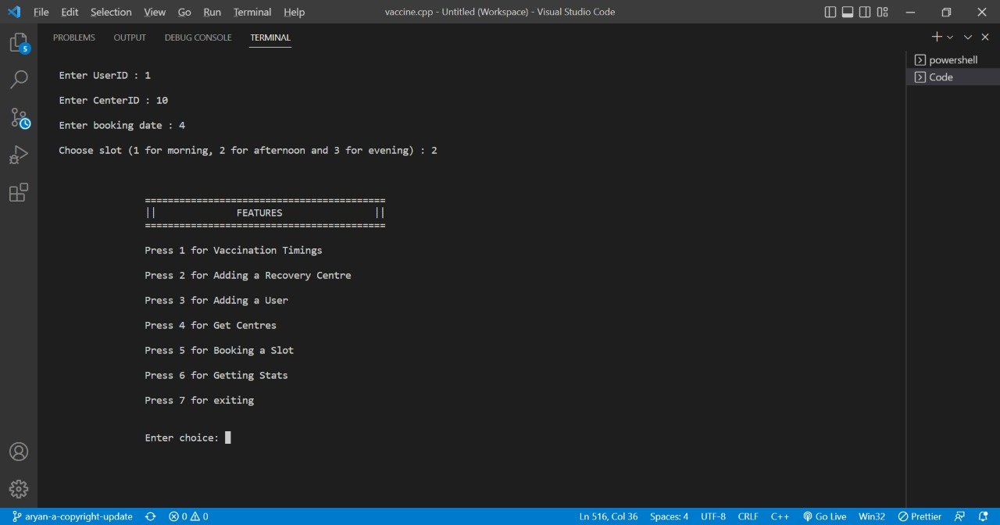 File Edit Selection View Go Run Terminal Help vaccine.cpp - Untitled (Workspace) - Visual Studio Code
5
PROBLEMS OUTPUT DEBUG CONSOLE TERMINAL
powershell
Code
Enter UserID : 1
Enter CenterID : 10
Enter booking date : 4
Choose slot (1 for morning, 2 for afternoon and 3 for evening) : 2
==========================================
|| FEATURES ||
==========================================
Press 1 for Vaccination Timings
Press 2 for Adding a Recovery Centre
Press 3 for Adding a User
Press 4 for Get Centres
Press 5 for Booking a Slot
Press 6 for Getting Stats
Press 7 for exiting
Enter choice:
aryan-a-copyright-update 0 0 Ln 516, Col 36 Spaces: 4 UTF-8 CRLF C++ Go Live Win32 Prettier